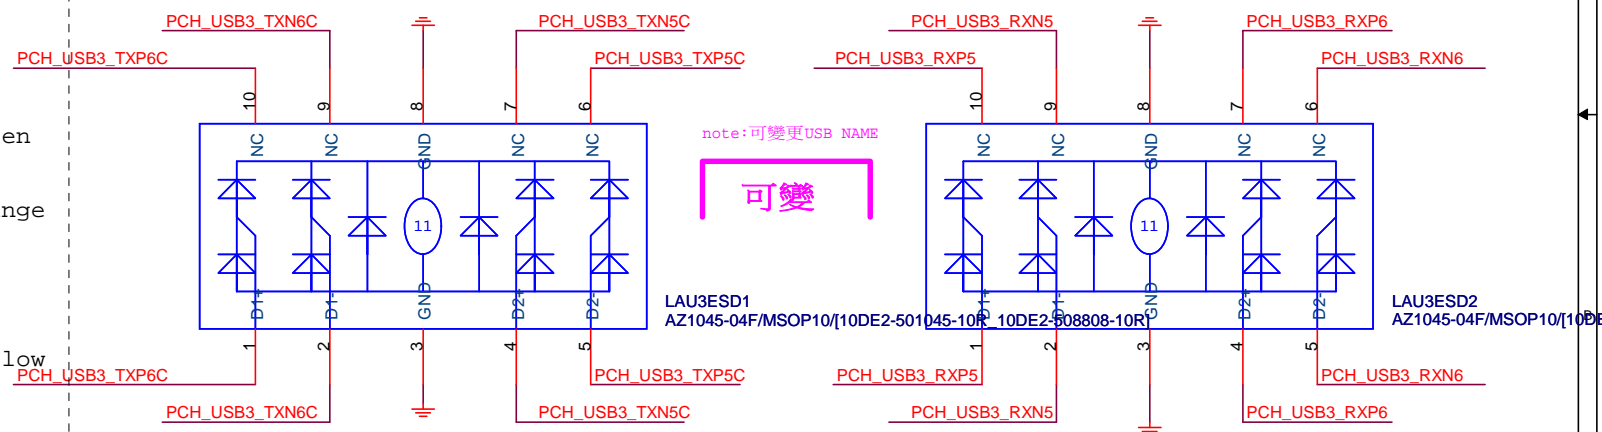 PCH_USB3_TXN6C
PCH_USB3_TXN5C
PCH_USB3_RXN5
PCH_USB3_RXP6
PCH_USB3_TXP6C
PCH_USB3_TXP5C
PCH_USB3_RXP5
PCH_USB3_RXN6
10 9 8 7 6
10 9 8 7 6
en
note:可變更USB NAME
NC NC GND NC NC
NC NC GND NC NC
可變
nge
11
11
D1+ D1- GND D2+ D2-
D1+ D1- GND D2+ D2-
LAU3ESD1
AZ1045-04F/MSOP10/[10DE2-501045-10R_10DE2-508808-10R]
LAU3ESD2
AZ1045-04F/MSOP10/[10DE
1 2 3 4 5
1 2 3 4 5
low
PCH_USB3_TXP6C
PCH_USB3_TXP5C
PCH_USB3_RXP5
PCH_USB3_RXN6
PCH_USB3_TXN6C
PCH_USB3_TXN5C
PCH_USB3_RXN5
PCH_USB3_RXP6